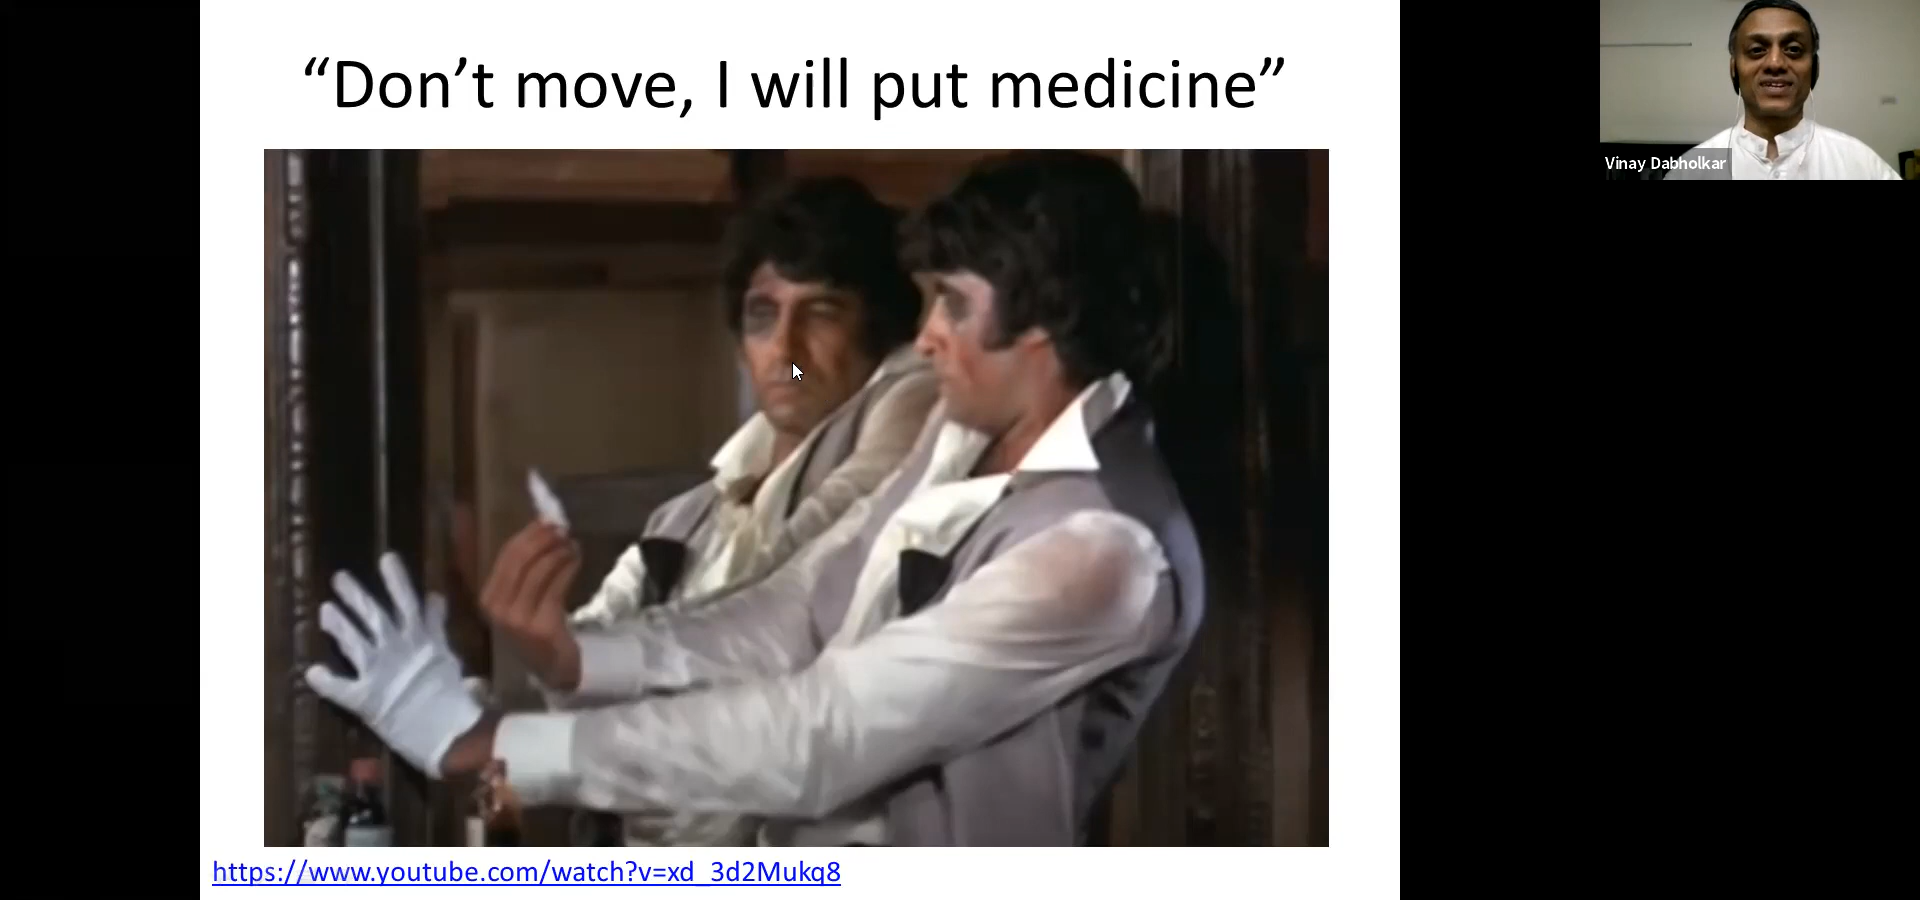 “Don’t move, I will put medicine”
Vinay Dabholkar
https://www.youtube.com/watch?v=xd_3d2Mukq8